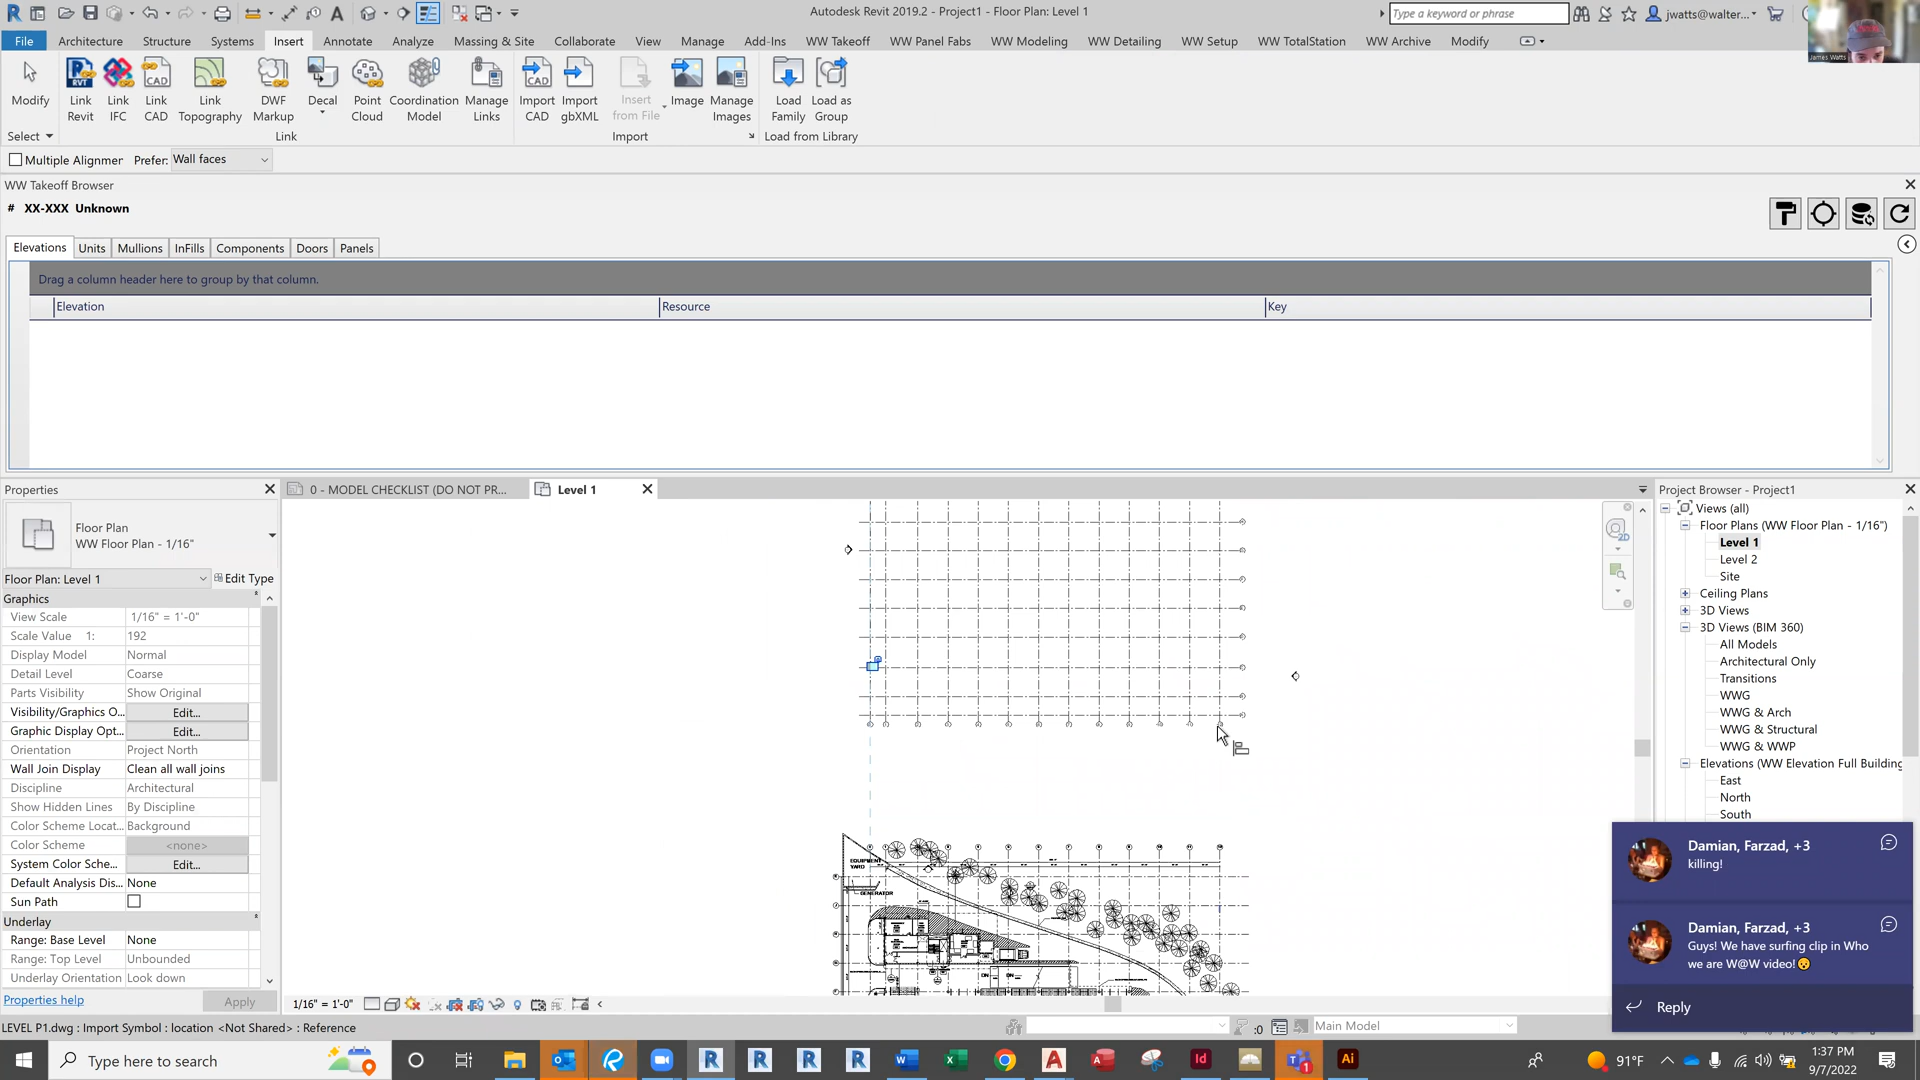 Autodesk Revit 2019.2 - Project1 - Floor Plan: Level 1
Type a keyword or phrase
jwatts@walter...
James Watts
File Architecture Structure Systems Insert Annotate Analyze Massing & Site Collaborate View Manage Add-Ins WW Takeoff WW Panel Fabs WW Modeling WW Detailing WW Setup WW TotalStation WW Archive Modify
Modify
Link Revit
Link IFC
Link CAD
Link Topography
DWF Markup
Decal
Point Cloud
Coordination Model
Manage Links
Import CAD
Import gbXML
Insert from File
Image
Manage Images
Load Family
Load as Group
Select Link Import Load from Library
Multiple Alignmer Prefer: Wall faces
WW Takeoff Browser
# XX-XXX Unknown
Elevations Units Mullions InFills Components Doors Panels
Drag a column header here to group by that column.
Elevation Resource Key
Properties
0 - MODEL CHECKLIST (DO NOT PR...
Level 1
Project Browser - Project1
Floor Plan
WW Floor Plan - 1/16"
Floor Plan: Level 1 Edit Type
Graphics
View Scale 1/16" = 1'-0"
Scale Value 1: 192
Display Model Normal
Detail Level Coarse
Parts Visibility Show Original
Visibility/Graphics O... Edit...
Graphic Display Opt... Edit...
Orientation Project North
Wall Join Display Clean all wall joins
Discipline Architectural
Show Hidden Lines By Discipline
Color Scheme Locat... Background
Color Scheme <none>
System Color Sche... Edit...
Default Analysis Dis... None
Sun Path
Underlay
Range: Base Level None
Range: Top Level Unbounded
Underlay Orientation Look down
Properties help Apply
2D
EQUIPMENT
YARD
GENERATOR
DN
DN
Views (all)
Floor Plans (WW Floor Plan - 1/16")
Level 1
Level 2
Site
Ceiling Plans
3D Views
3D Views (BIM 360)
All Models
Architectural Only
Transitions
WWG
WWG & Arch
WWG & Structural
WWG & WWP
Elevations (WW Elevation Full Building
East
North
South
Damian, Farzad, +3
killing!
Damian, Farzad, +3
Guys! We have surfing clip in Who
we are W@W video!
Reply
1/16" = 1'-0"
LEVEL P1.dwg : Import Symbol : location <Not Shared> : Reference
:0
Main Model
Type here to search
91°F
1:37 PM
9/7/2022